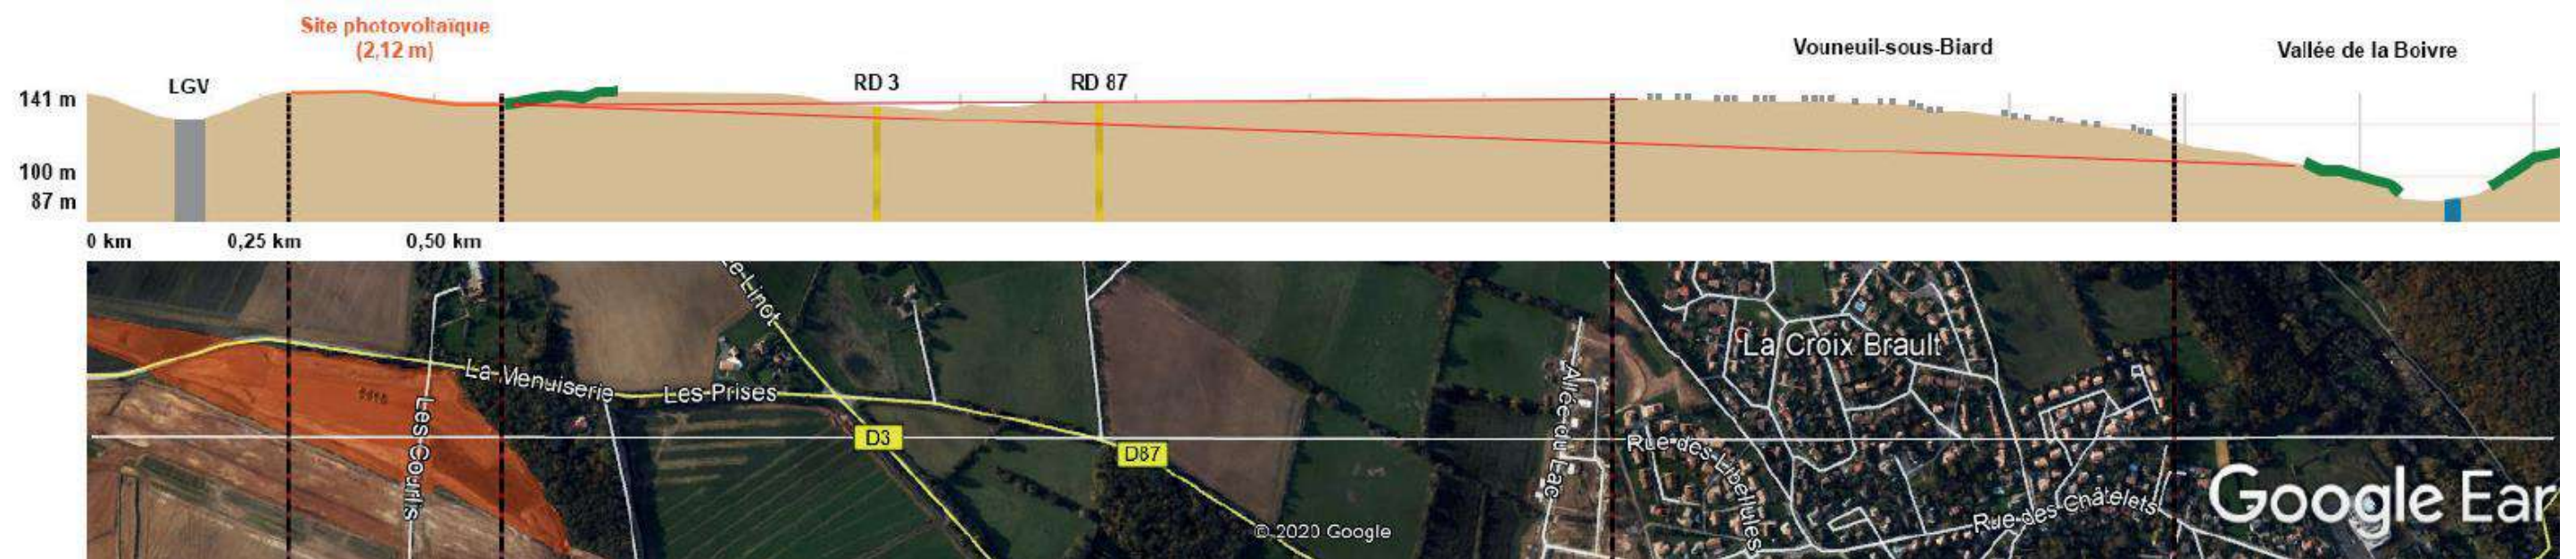 Site photovoltaïque
(2,12 m)
Vouneuil-sous-Biard
Vallée de la Boivre
LGV
RD 3
RD 87
141 m
100 m
87 m
0 km
0,25 km
0,50 km
Le-Linot
La Croix Brault
La Menuiserie
Les Prises
Les Courlis
Allée du Lac
D3
D87
Rue des Libellules
Rue des Châtelets
Google Ear
© 2020 Google